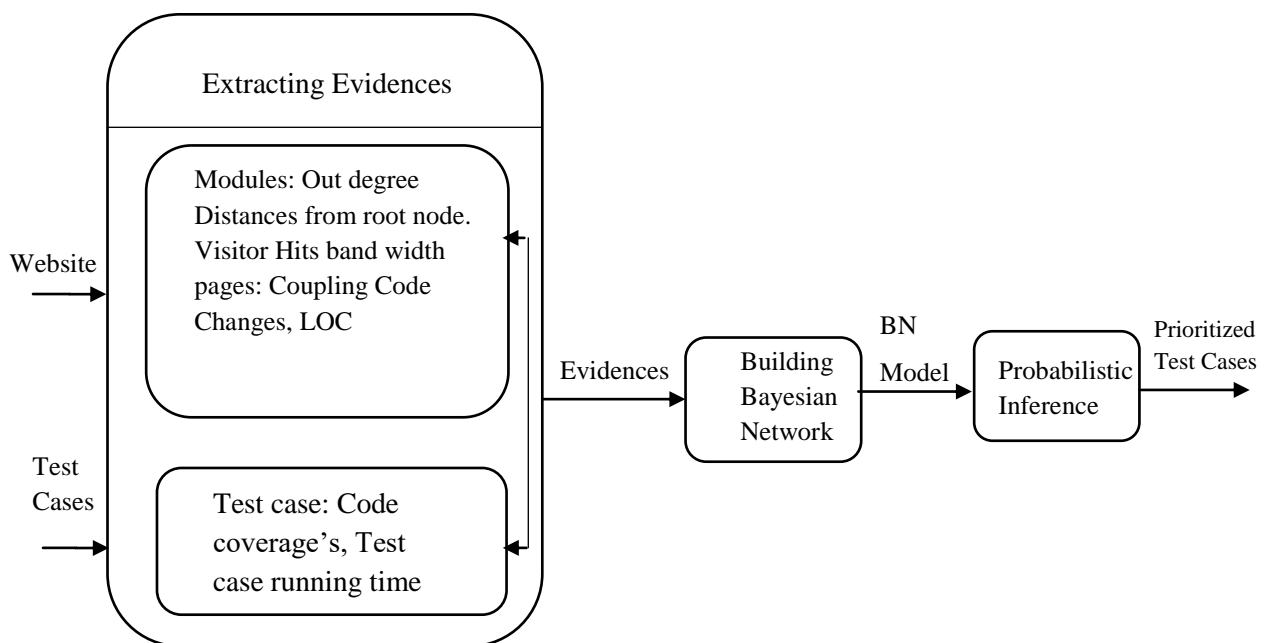 Extracting Evidences
Modules: Out degree
Distances from root node.
Visitor Hits band width
pages: Coupling Code
Changes, LOC
Website
Test
Cases
Test case: Code
coverage’s, Test
case running time
Evidences
Building
Bayesian
Network
BN
Model
Probabilistic
Inference
Prioritized
Test Cases